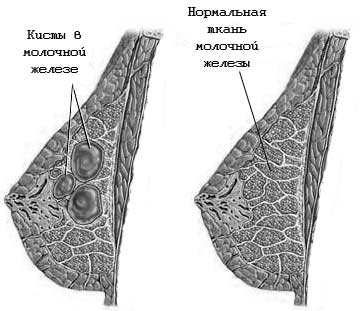 Кисты в
молочной
железе
Нормальная
ткань
молочной
железы